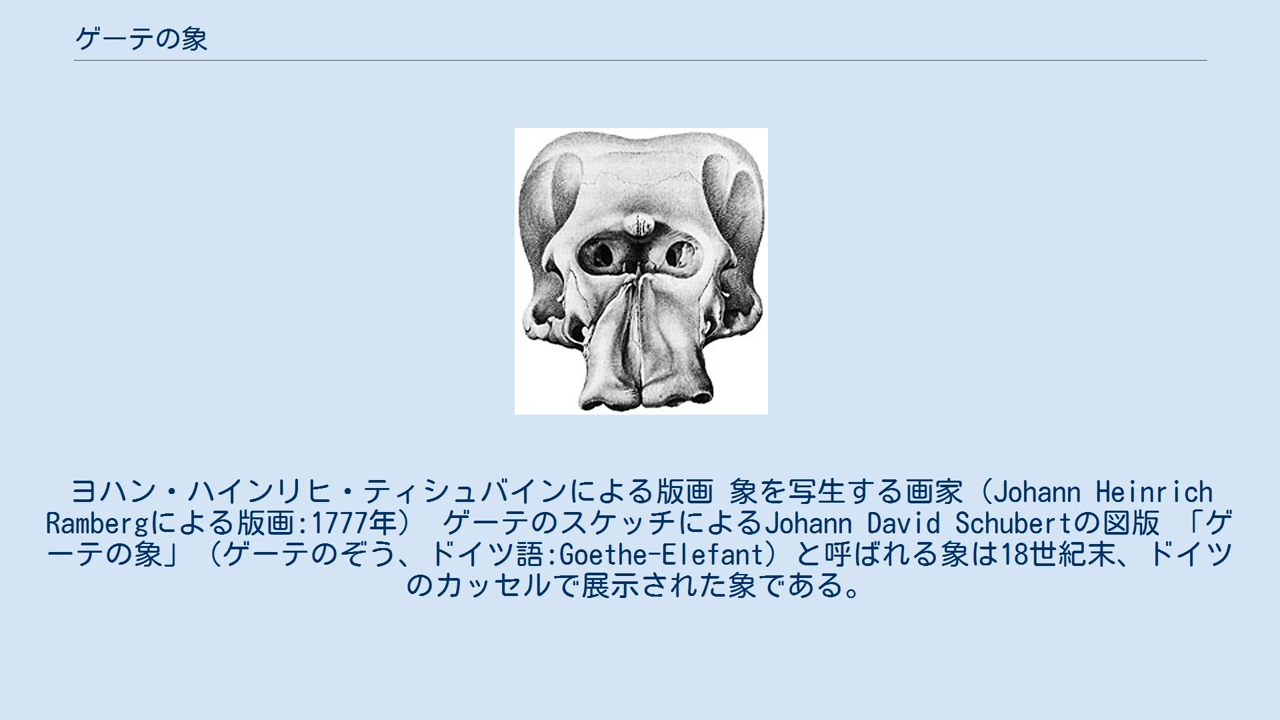 ゲーテの象
ヨハン・ハインリヒ・ティシュバインによる版画 象を写生する画家（Johann Heinrich
Rambergによる版画:1777年） ゲーテのスケッチによるJohann David Schubertの図版 「ゲ
ーテの象」（ゲーテのぞう、ドイツ語:Goethe-Elefant）と呼ばれる象は18世紀末、ドイツ
のカッセルで展示された象である。